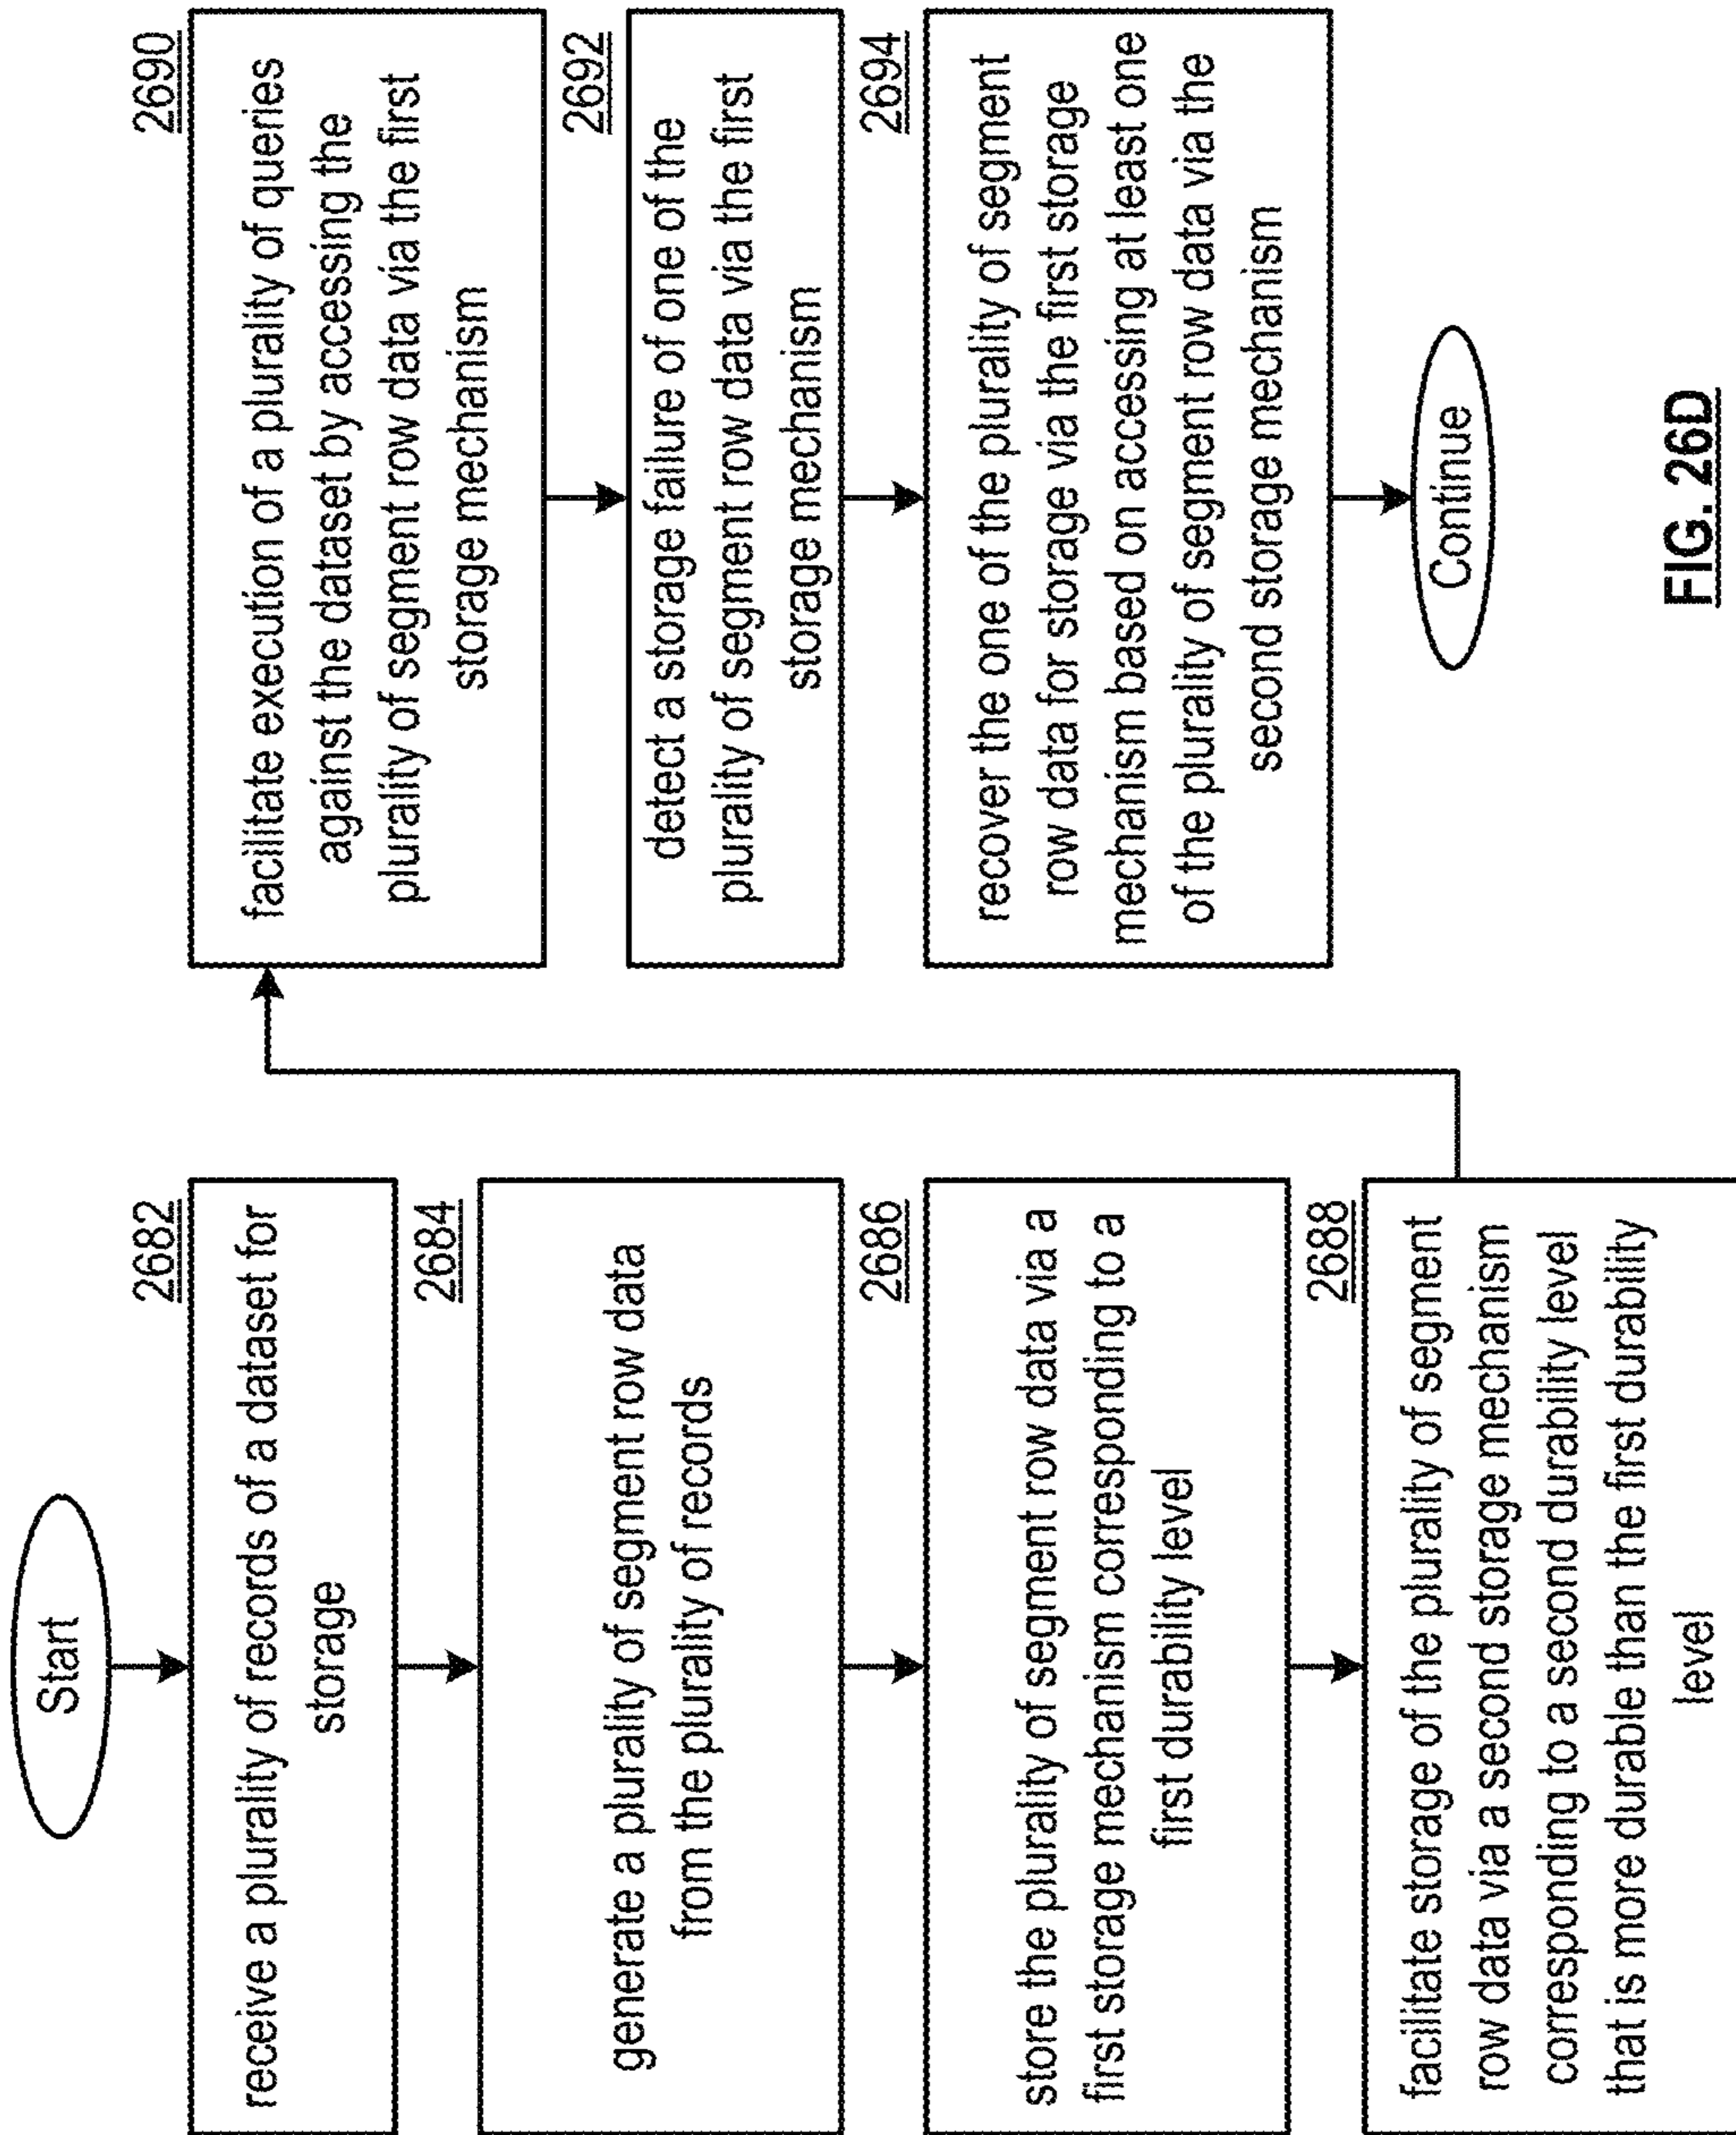 Start
2682
receive a plurality of records of a dataset for
storage
2684
generate a plurality of segment row data
from the plurality of records
2686
store the plurality of segment row data via a
first storage mechanism corresponding to a
first durability level
2688
facilitate storage of the plurality of segment
row data via a second storage mechanism
corresponding to a second durability level
that is more durable than the first durability
level
2690
facilitate execution of a plurality of queries
against the dataset by accessing the
plurality of segment row data via the first
storage mechanism
2692
detect a storage failure of one of the
plurality of segment row data via the first
storage mechanism
2694
recover the one of the plurality of segment
row data for storage via the first storage
mechanism based on accessing at least one
of the plurality of segment row data via the
second storage mechanism
Continue
FIG. 26D